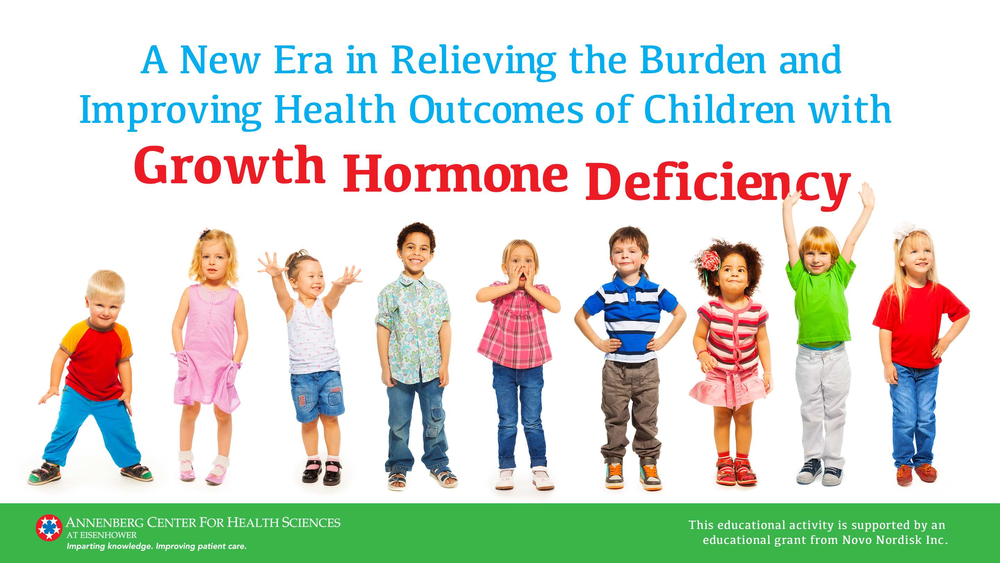 A New Era in Relieving the Burden and
Improving Health Outcomes of Children with
Growth Hormone Deficiency
ANNENBERG CENTER FOR HEALTH SCIENCES
AT EISENHOWER
Imparting knowledge. Improving patient care.
This educational activity is supported by an
educational grant from Novo Nordisk Inc.